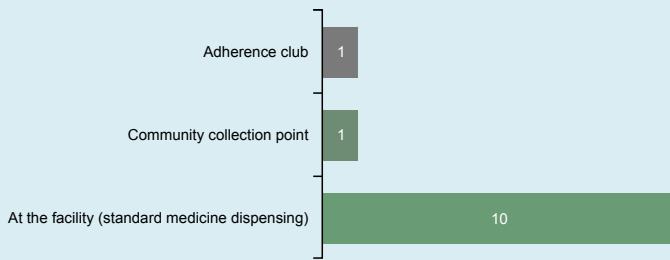 Adherence club 1
Community collection point 1
At the facility (standard medicine dispensing) 10